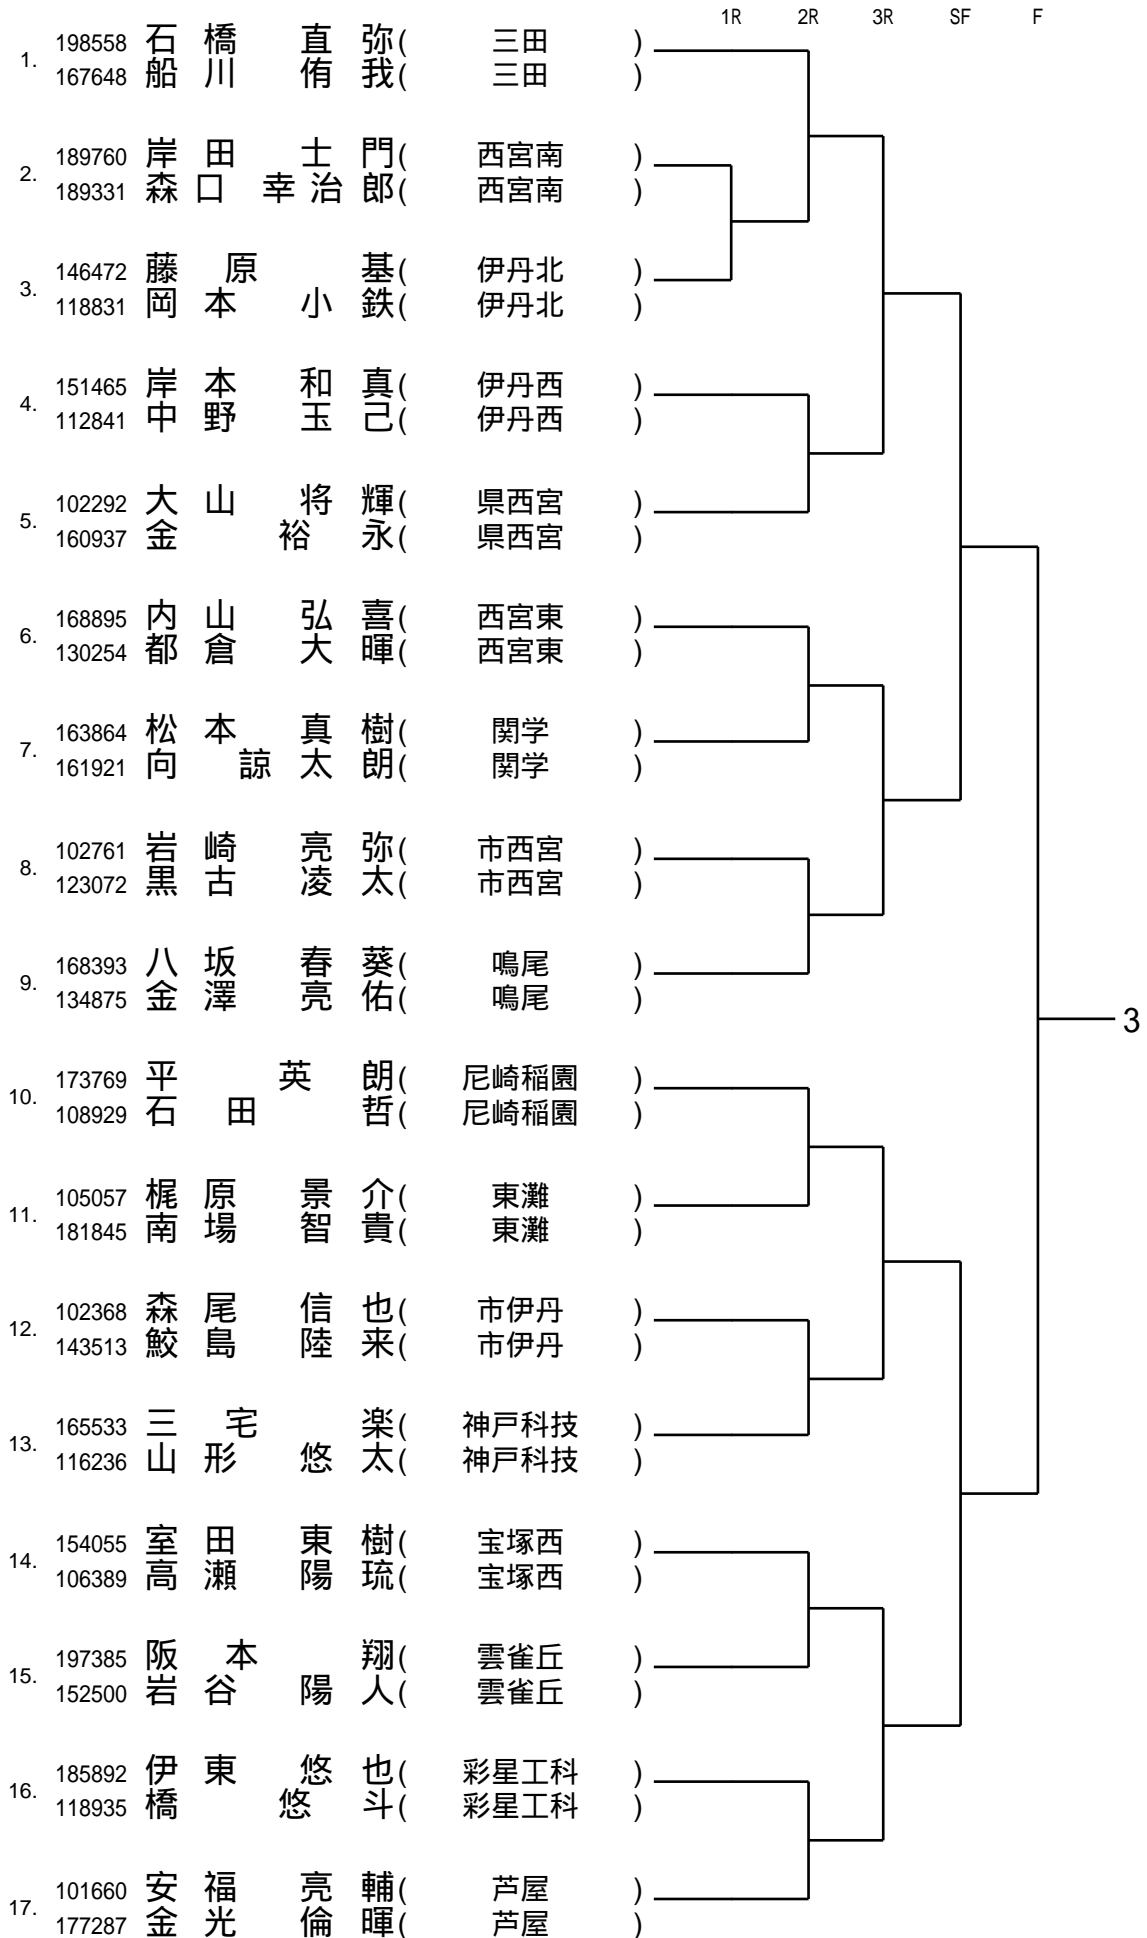 1R 2R 3R SF F
1.
198558 石橋 直弥( 三田 )
167648 船川 侑我( 三田 )
2.
189760 岸田 士門( 西宮南 )
189331 森口 幸治郎( 西宮南 )
3.
146472 藤原 基( 伊丹北 )
118831 岡本 小鉄( 伊丹北 )
4.
151465 岸本 和真( 伊丹西 )
112841 中野 玉己( 伊丹西 )
5.
102292 大山 将輝( 県西宮 )
160937 金 裕永( 県西宮 )
6.
168895 内山 弘喜( 西宮東 )
130254 都倉 大暉( 西宮東 )
7.
163864 松本 真樹( 関学 )
161921 向 諒太朗( 関学 )
8.
102761 岩崎 亮弥( 市西宮 )
123072 黒古 凌太( 市西宮 )
9.
168393 八坂 春葵( 鳴尾 )
134875 金澤 亮佑( 鳴尾 )
3
10.
173769 平 英朗( 尼崎稲園 )
108929 石田 哲( 尼崎稲園 )
11.
105057 梶原 景介( 東灘 )
181845 南場 智貴( 東灘 )
12.
102368 森尾 信也( 市伊丹 )
143513 鮫島 陸来( 市伊丹 )
13.
165533 三宅 楽( 神戸科技 )
116236 山形 悠太( 神戸科技 )
14.
154055 室田 東樹( 宝塚西 )
106389 高瀬 陽琉( 宝塚西 )
15.
197385 阪本 翔( 雲雀丘 )
152500 岩谷 陽人( 雲雀丘 )
16.
185892 伊東 悠也( 彩星工科 )
118935 橋 悠斗( 彩星工科 )
17.
101660 安福 亮輔( 芦屋 )
177287 金光 倫暉( 芦屋 )